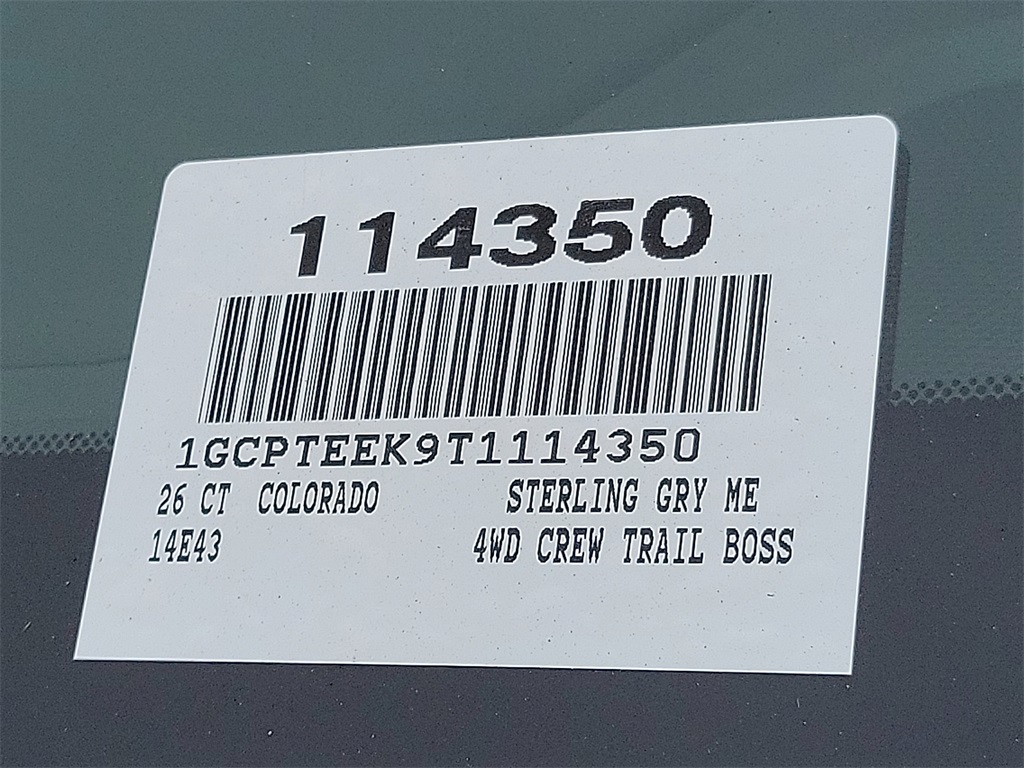 114350
1GCPTEEK9T1114350
26 CT COLORADO STERLING GRY ME
14E43 4WD CREW TRAIL BOSS